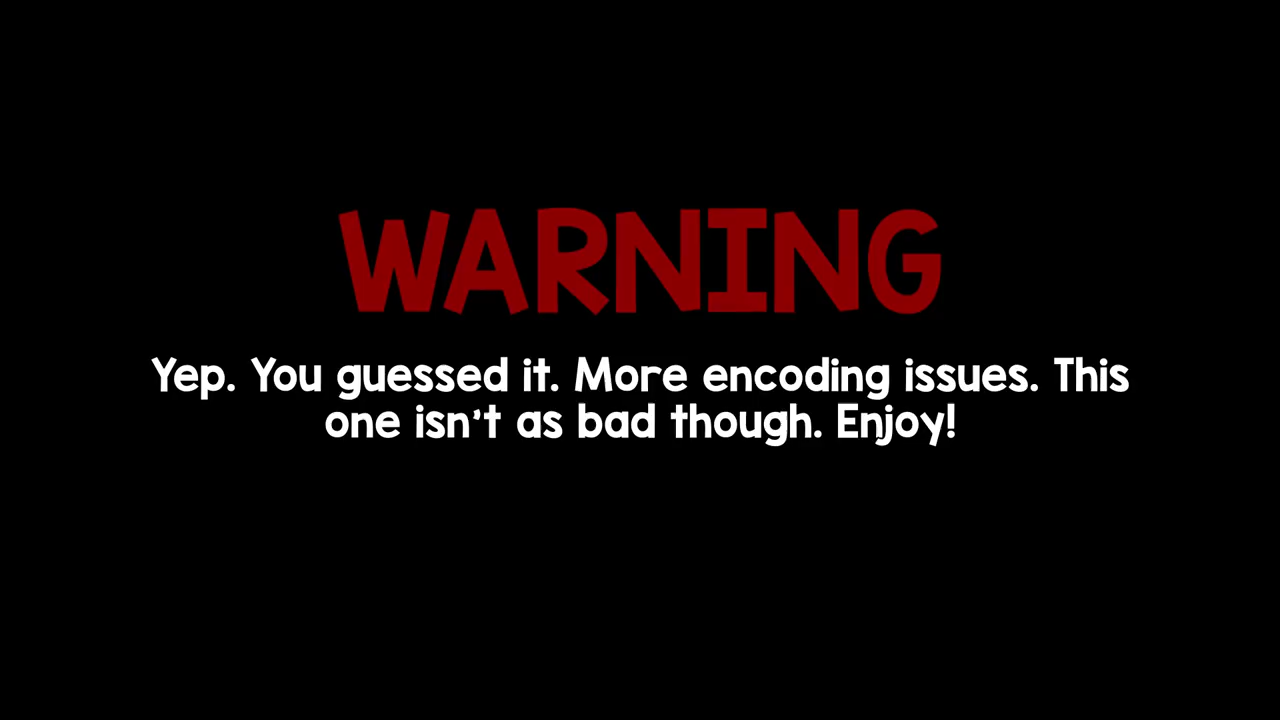 WARNING
Yep. You guessed it. More encoding issues. This
one isn't as bad though. Enjoy!